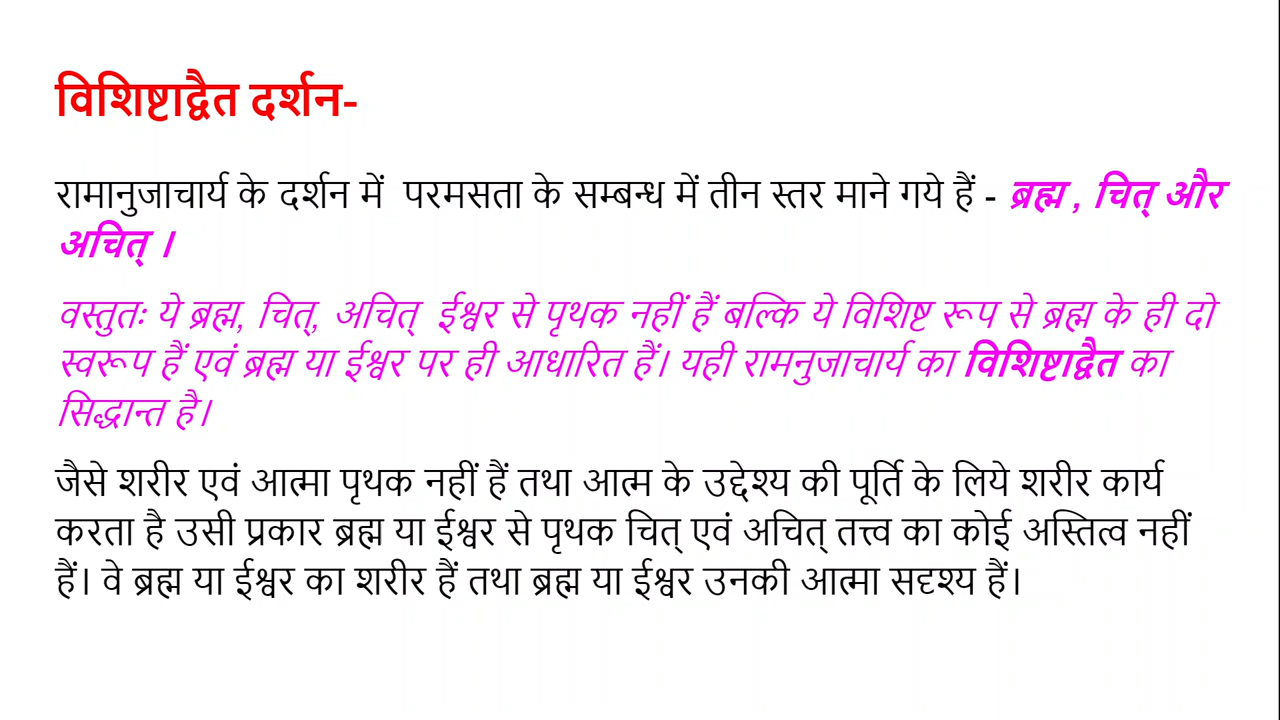 विशिष्टाद्वैत दर्शन-
रामानुजाचार्य के दर्शन में परमसता के सम्बन्ध में तीन स्तर माने गये हैं - ब्रह्म , चित् और
अचित् ।
वस्तुतः ये ब्रह्म, चित्, अचित् ईश्वर से पृथक नहीं हैं बल्कि ये विशिष्ट रूप से ब्रह्म के ही दो
स्वरूप हैं एवं ब्रह्म या ईश्वर पर ही आधारित हैं। यही रामनुजाचार्य का विशिष्टाद्वैत का
सिद्धान्त है।
जैसे शरीर एवं आत्मा पृथक नहीं हैं तथा आत्म के उद्देश्य की पूर्ति के लिये शरीर कार्य
करता है उसी प्रकार ब्रह्म या ईश्वर से पृथक चित् एवं अचित् तत्त्व का कोई अस्तित्व नहीं
हैं। वे ब्रह्म या ईश्वर का शरीर हैं तथा ब्रह्म या ईश्वर उनकी आत्मा सदृश्य हैं।